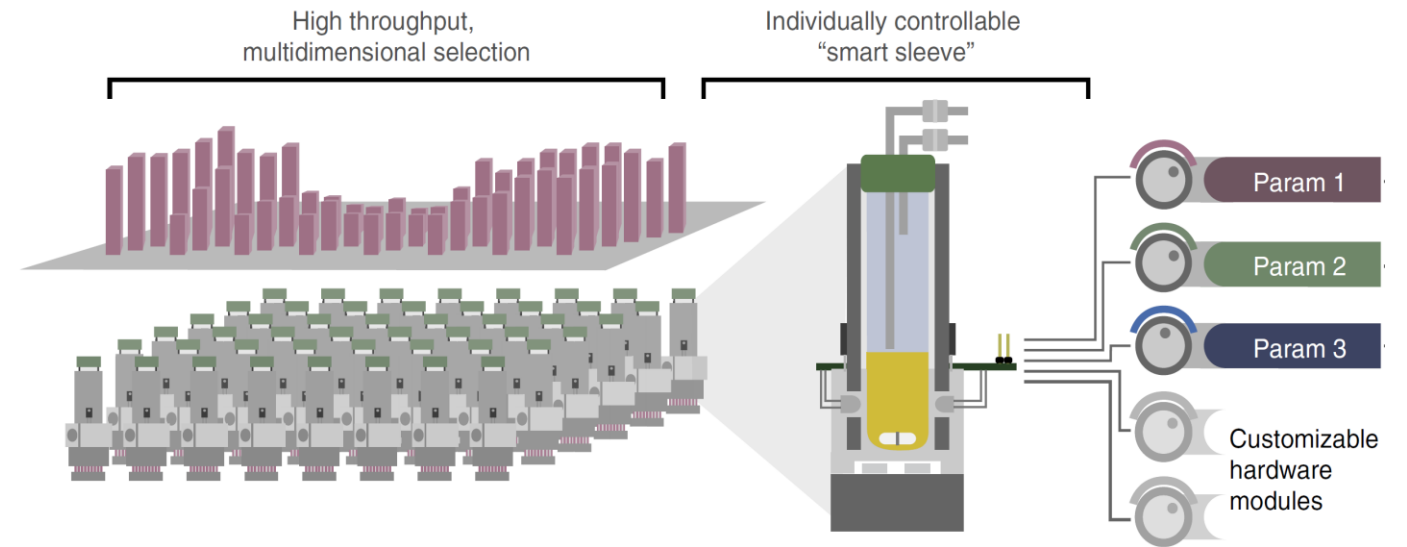 High throughput,
multidimensional selection
Individually controllable
“smart sleeve”
Param 1
Param 2
Param 3
Customizable
hardware
modules